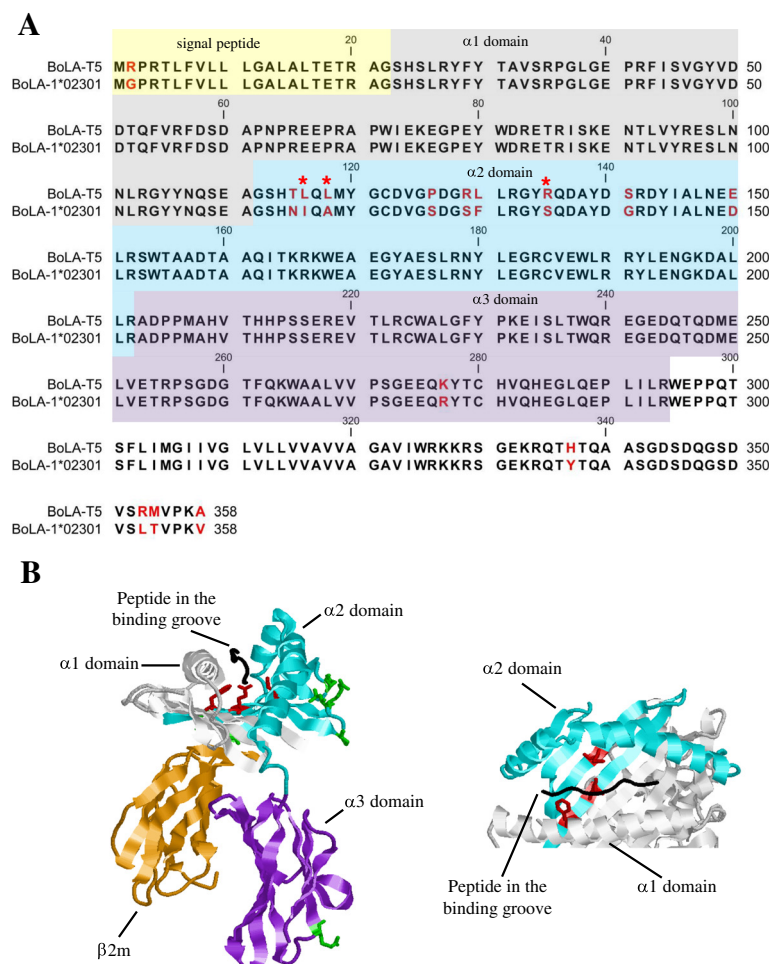 A
signal peptide 20 α1 domain 40
BoLA-T5 MRPRTLFVLL LGALALTETR AGSHSLRYFY TAVSRPGLGE PRFISVGYVD 50
BoLA-1*02301 MGPRTLFVLL LGALALTETR AGSHSLRYFY TAVSRPGLGE PRFISVGYVD 50
60 80 100
BoLA-T5 DTQFVRFDSD APNPREEPRA PWIEKEGPEY WDRETRISKE NTLVYRESLN 100
BoLA-1*02301 DTQFVRFDSD APNPREEPRA PWIEKEGPEY WDRETRISKE NTLVYRESLN 100
120 α2 domain 140
* * *
BoLA-T5 NLRGYYNQSE AGSHTLQLMY GCDVGPDGRL LRGYRQDAYD SRDYIALNEE 150
BoLA-1*02301 NLRGYYNQSE AGSHNIQAMY GCDVGSDGSF LRGYSQDAYD GRDYIALNED 150
160 180 200
BoLA-T5 LRSWTAADTA AQITKRKWEA EGYAESLRNY LEGRCVEWLR RYLENGKDAL 200
BoLA-1*02301 LRSWTAADTA AQITKRKWEA EGYAESLRNY LEGRCVEWLR RYLENGKDAL 200
220 α3 domain 240
BoLA-T5 LRADPPMAHV THHPSSEREV TLRCWALGFY PKEISLTWQR EGEDQTQDME 250
BoLA-1*02301 LRADPPMAHV THHPSSEREV TLRCWALGFY PKEISLTWQR EGEDQTQDME 250
260 280 300
BoLA-T5 LVETRPSGDG TFQKWAALVV PSGEEQKYTC HVQHEGLQEP LILRWEPPQT 300
BoLA-1*02301 LVETRPSGDG TFQKWAALVV PSGEEQRYTC HVQHEGLQEP LILRWEPPQT 300
320 340
BoLA-T5 SFLIMGIIVG LVLLVVAVVA GAVIWRKKRS GEKRQTHTQA ASGDSDQGSD 350
BoLA-1*02301 SFLIMGIIVG LVLLVVAVVA GAVIWRKKRS GEKRQTYTQA ASGDSDQGSD 350
BoLA-T5 VSRMVPKA 358
BoLA-1*02301 VSLTVPKV 358
B
Peptide in the
binding groove
α2 domain
α1 domain
α3 domain
β2m
α2 domain
Peptide in the
binding groove
α1 domain